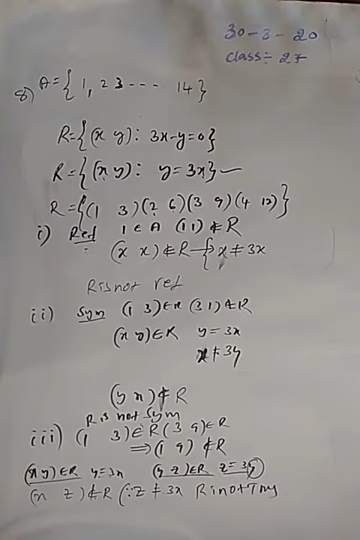 30-3-20
class:- 27
8) A={1, 2 3 --- 14}
R={(x y): 3x-y=0}
R={(x y): y=3x}
R={(1 3)(2 6)(3 9)(4 12)}
i) Ref 1∈A (1 1)∉R
(x x)∉R {x≠3x
R is not ref
ii) Sym (1 3)∈R (3 1)∉R
(x y)∈R y=3x
x≠3y
(y x)∉R
R is not Sym
iii) (1 3)∈R (3 9)∈R
⇒(1 9)∉R
(x y)∈R y=3x (y z)∈R z=3y
(x z)∉R (∵z≠3x R is not Trns